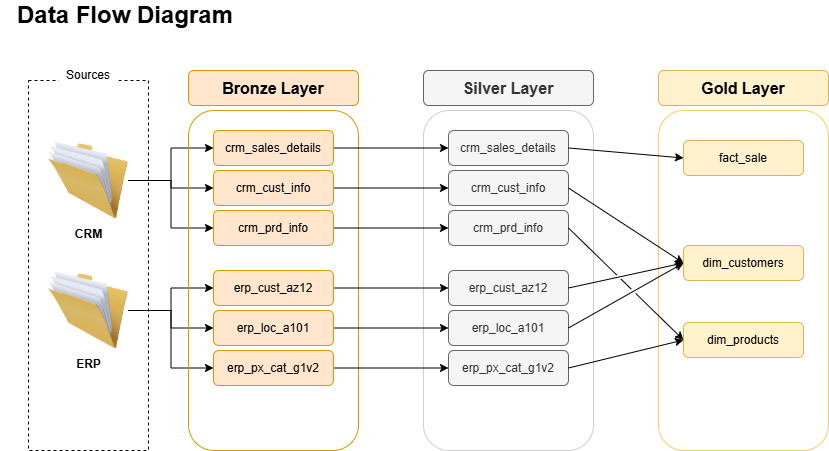 Data Flow Diagram
Sources
Bronze Layer
Silver Layer
Gold Layer
crm_sales_details
crm_sales_details
fact_sale
crm_cust_info
crm_cust_info
CRM
crm_prd_info
crm_prd_info
dim_customers
erp_cust_az12
erp_cust_az12
erp_loc_a101
erp_loc_a101
dim_products
ERP
erp_px_cat_g1v2
erp_px_cat_g1v2